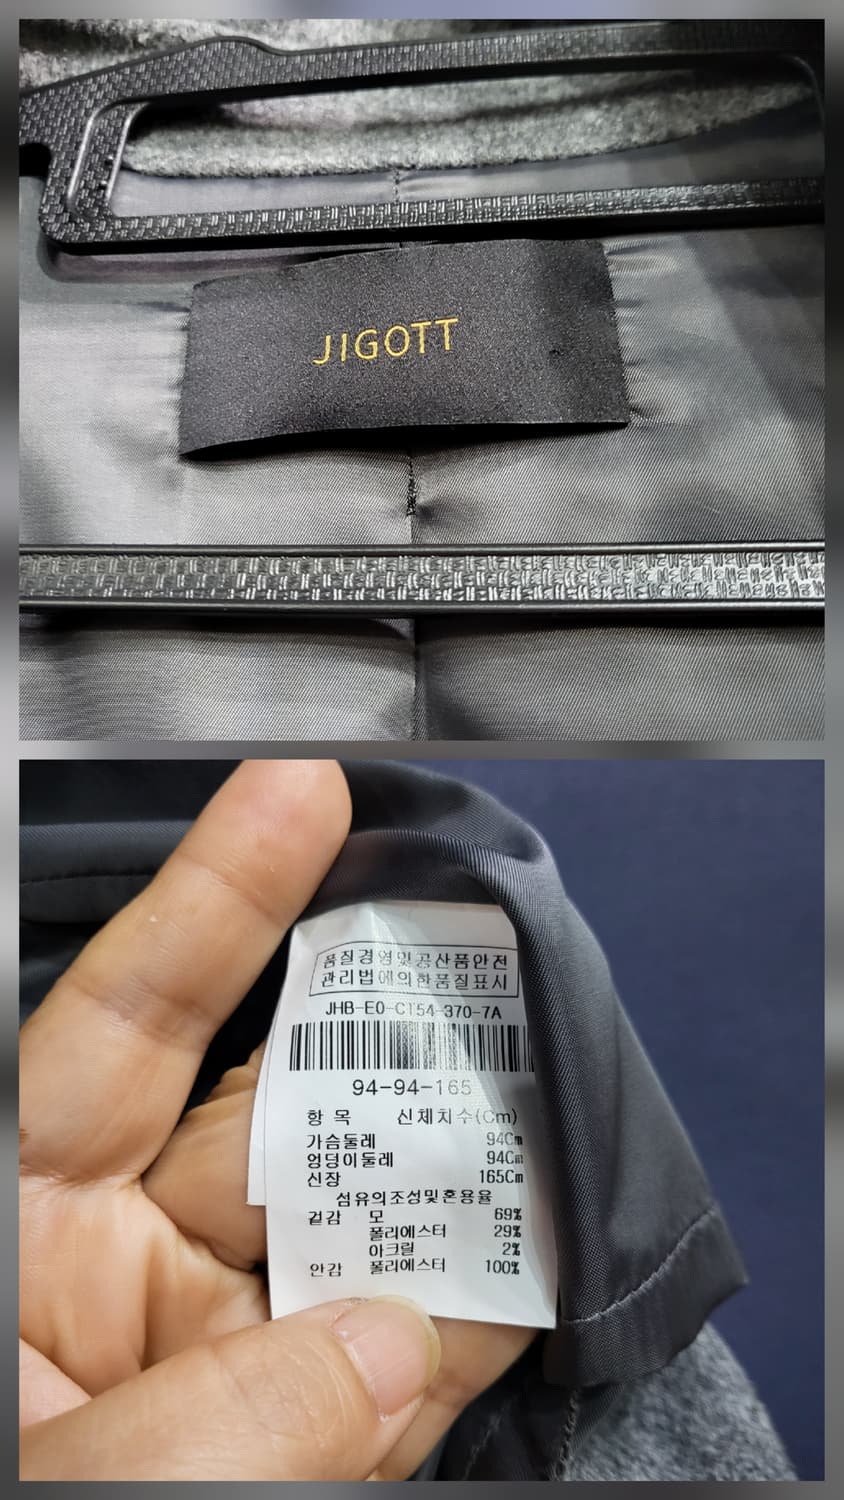 JIGOTT
품질경영및공산품안전
관리법에의한품질표시
JHB-E0-CT54-370-7A
94-94-165
항 목 신체치수(Cm)
가슴둘레 94Cm
엉덩이둘레 94Cm
신장 165Cm
섬유의조성및혼용율
겉감 모 69%
폴리에스터 29%
아크릴 2%
안감 폴리에스터 100%